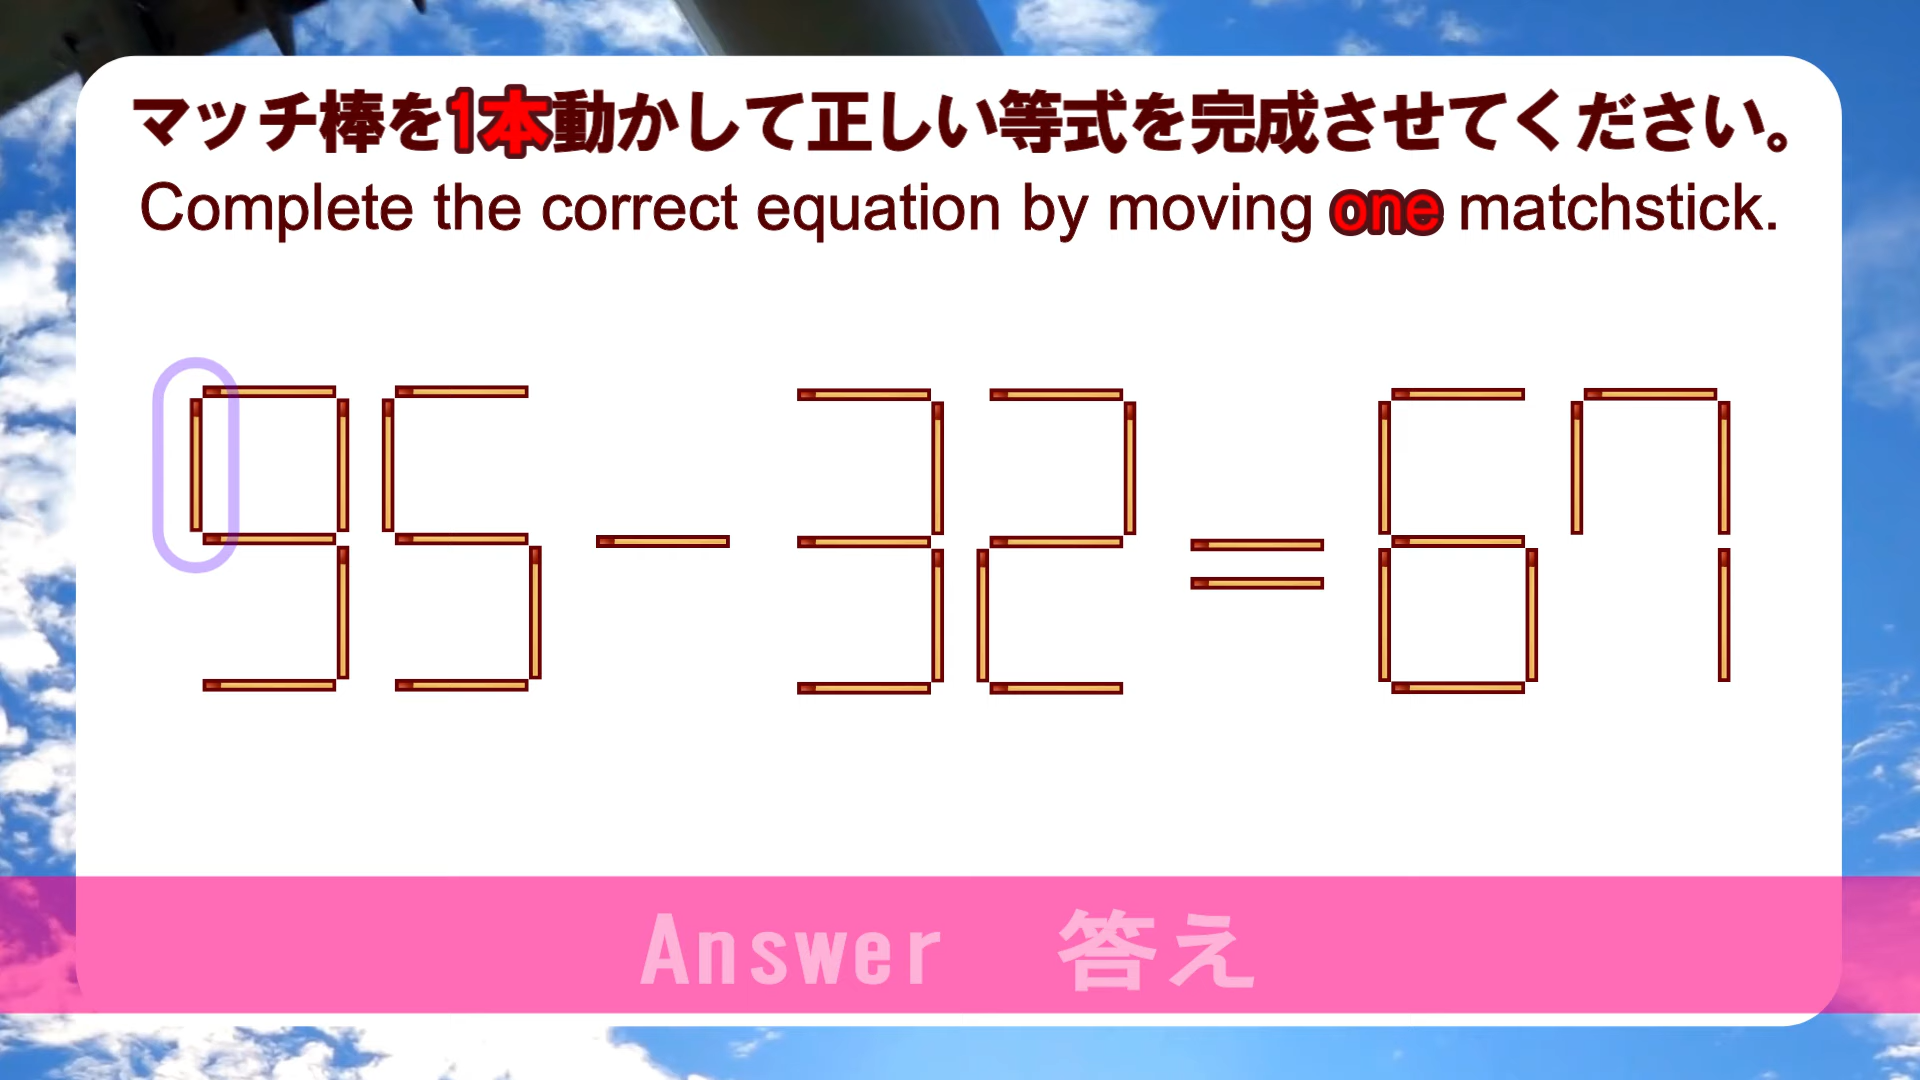 マッチ棒を1本動かして正しい等式を完成させてください。
Complete the correct equation by moving one matchstick.
95-32=67
Answer 答え